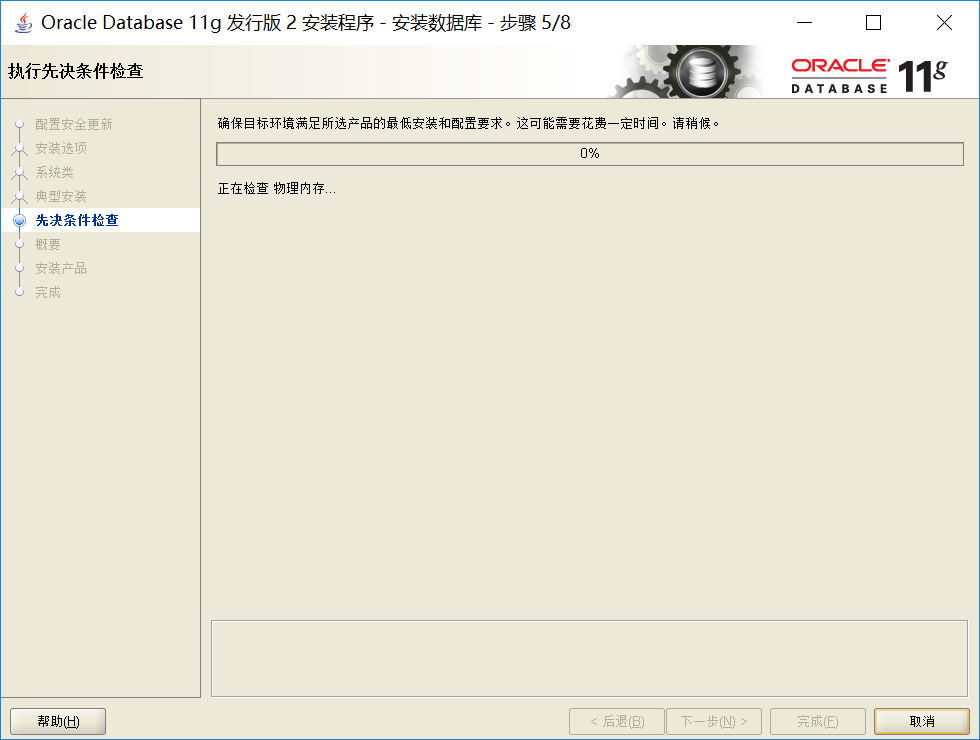 Oracle Database 11g 发行版 2 安装程序 - 安装数据库 - 步骤 5/8
执行先决条件检查
ORACLE
DATABASE 11g
配置安全更新
安装选项
系统类
典型安装
先决条件检查
概要
安装产品
完成
确保目标环境满足所选产品的最低安装和配置要求。这可能需要花费一定时间。请稍候。
0%
正在检查 物理内存...
帮助(H)
< 后退(B)
下一步(N) >
完成(F)
取消